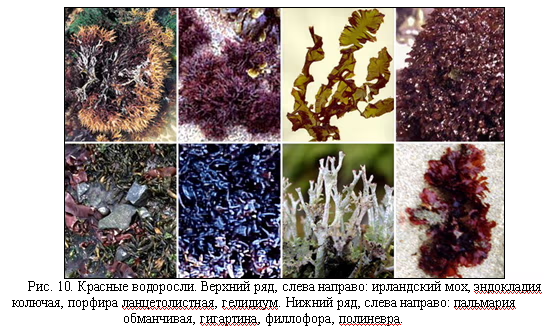 Рис. 10. Красные водоросли. Верхний ряд, слева направо: ирландский мох, эндокладия
колючая, порфира ланцетолистная, гелидиум. Нижний ряд, слева направо: пальмария
обманчивая, гигартина, филлофора, полиневра.